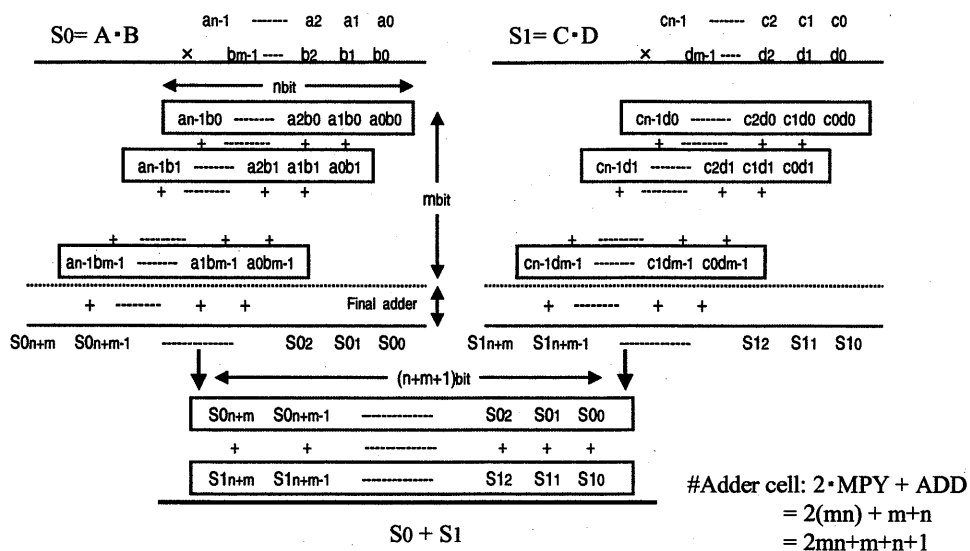 S0= A·B
an-1 ------- a2 a1 a0
× bm-1 ---- b2 b1 b0
nbit
an-1b0 -------- a2b0 a1b0 a0b0
+ --------- + +
an-1b1 -------- a2b1 a1b1 a0b1
+ --------- + +
mbit
+ --------- + +
an-1bm-1 -------- a1bm-1 a0bm-1
+ --------- + +
Final adder
S0n+m S0n+m-1 -------------- S02 S01 S00
S1= C·D
cn-1 ------- c2 c1 c0
× dm-1 ---- d2 d1 d0
cn-1d0 -------- c2d0 c1d0 c0d0
+ --------- + +
cn-1d1 -------- c2d1 c1d1 c0d1
+ --------- + +
+ --------- + +
cn-1dm-1 -------- c1dm-1 c0dm-1
+ --------- + +
S1n+m S1n+m-1 -------------- S12 S11 S10
(n+m+1)bit
S0n+m S0n+m-1 -------------- S02 S01 S00
+ + -------------- + + +
S1n+m S1n+m-1 -------------- S12 S11 S10
S0 + S1
#Adder cell: 2·MPY + ADD
= 2(mn) + m+n
= 2mn+m+n+1